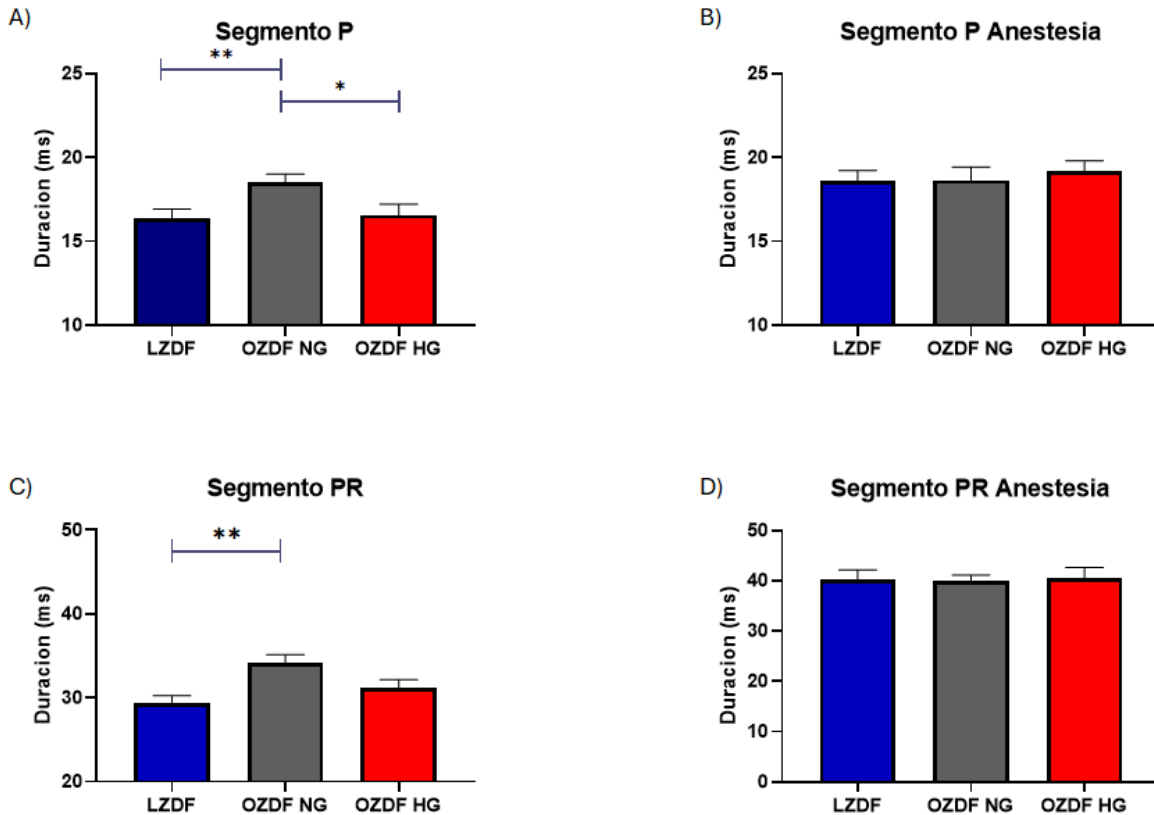 A)
Segmento P
**
*
Duracion (ms)
25
20
15
10
LZDF OZDF NG OZDF HG
B)
Segmento P Anestesia
Duracion (ms)
25
20
15
10
LZDF OZDF NG OZDF HG
C)
Segmento PR
**
Duracion (ms)
50
40
30
20
LZDF OZDF NG OZDF HG
D)
Segmento PR Anestesia
Duracion (ms)
50
40
30
20
10
0
LZDF OZDF NG OZDF HG